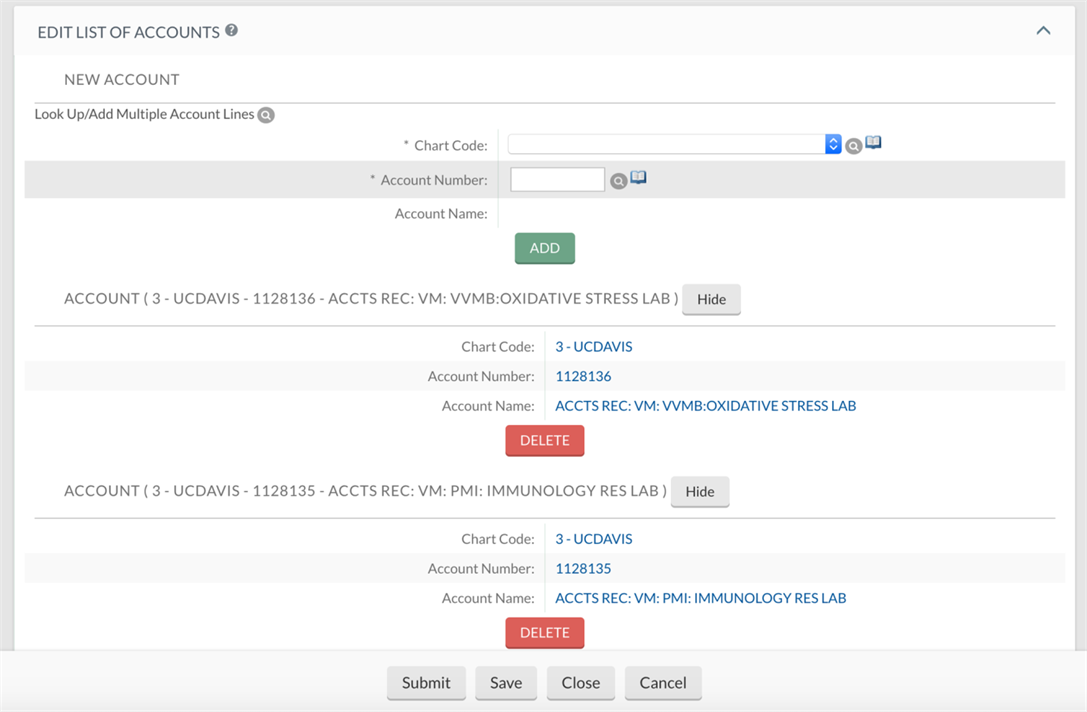 EDIT LIST OF ACCOUNTS ?
NEW ACCOUNT
Look Up/Add Multiple Account Lines
* Chart Code:
* Account Number:
Account Name:
ADD
ACCOUNT ( 3 - UCDAVIS - 1128136 - ACCTS REC: VM: VVMB:OXIDATIVE STRESS LAB ) Hide
Chart Code: 3 - UCDAVIS
Account Number: 1128136
Account Name: ACCTS REC: VM: VVMB:OXIDATIVE STRESS LAB
DELETE
ACCOUNT ( 3 - UCDAVIS - 1128135 - ACCTS REC: VM: PMI: IMMUNOLOGY RES LAB ) Hide
Chart Code: 3 - UCDAVIS
Account Number: 1128135
Account Name: ACCTS REC: VM: PMI: IMMUNOLOGY RES LAB
DELETE
Submit Save Close Cancel